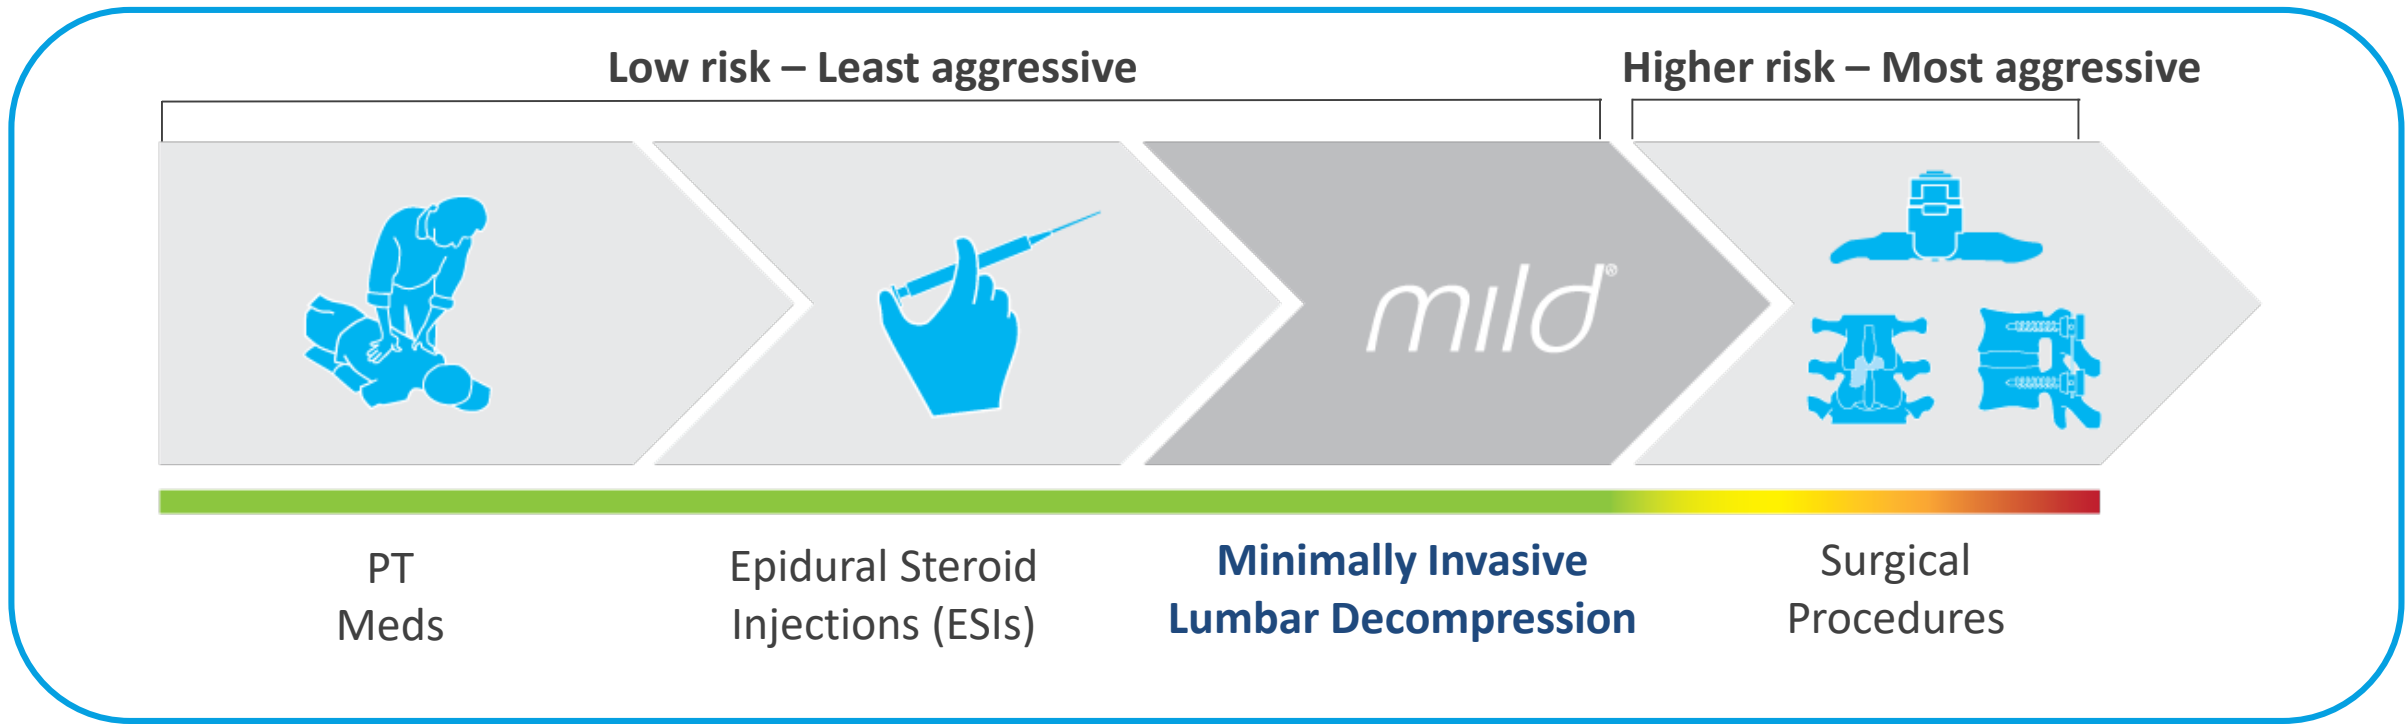 Low risk – Least aggressive
Higher risk – Most aggressive
mild®
PT
Meds
Epidural Steroid
Injections (ESIs)
Minimally Invasive
Lumbar Decompression
Surgical
Procedures